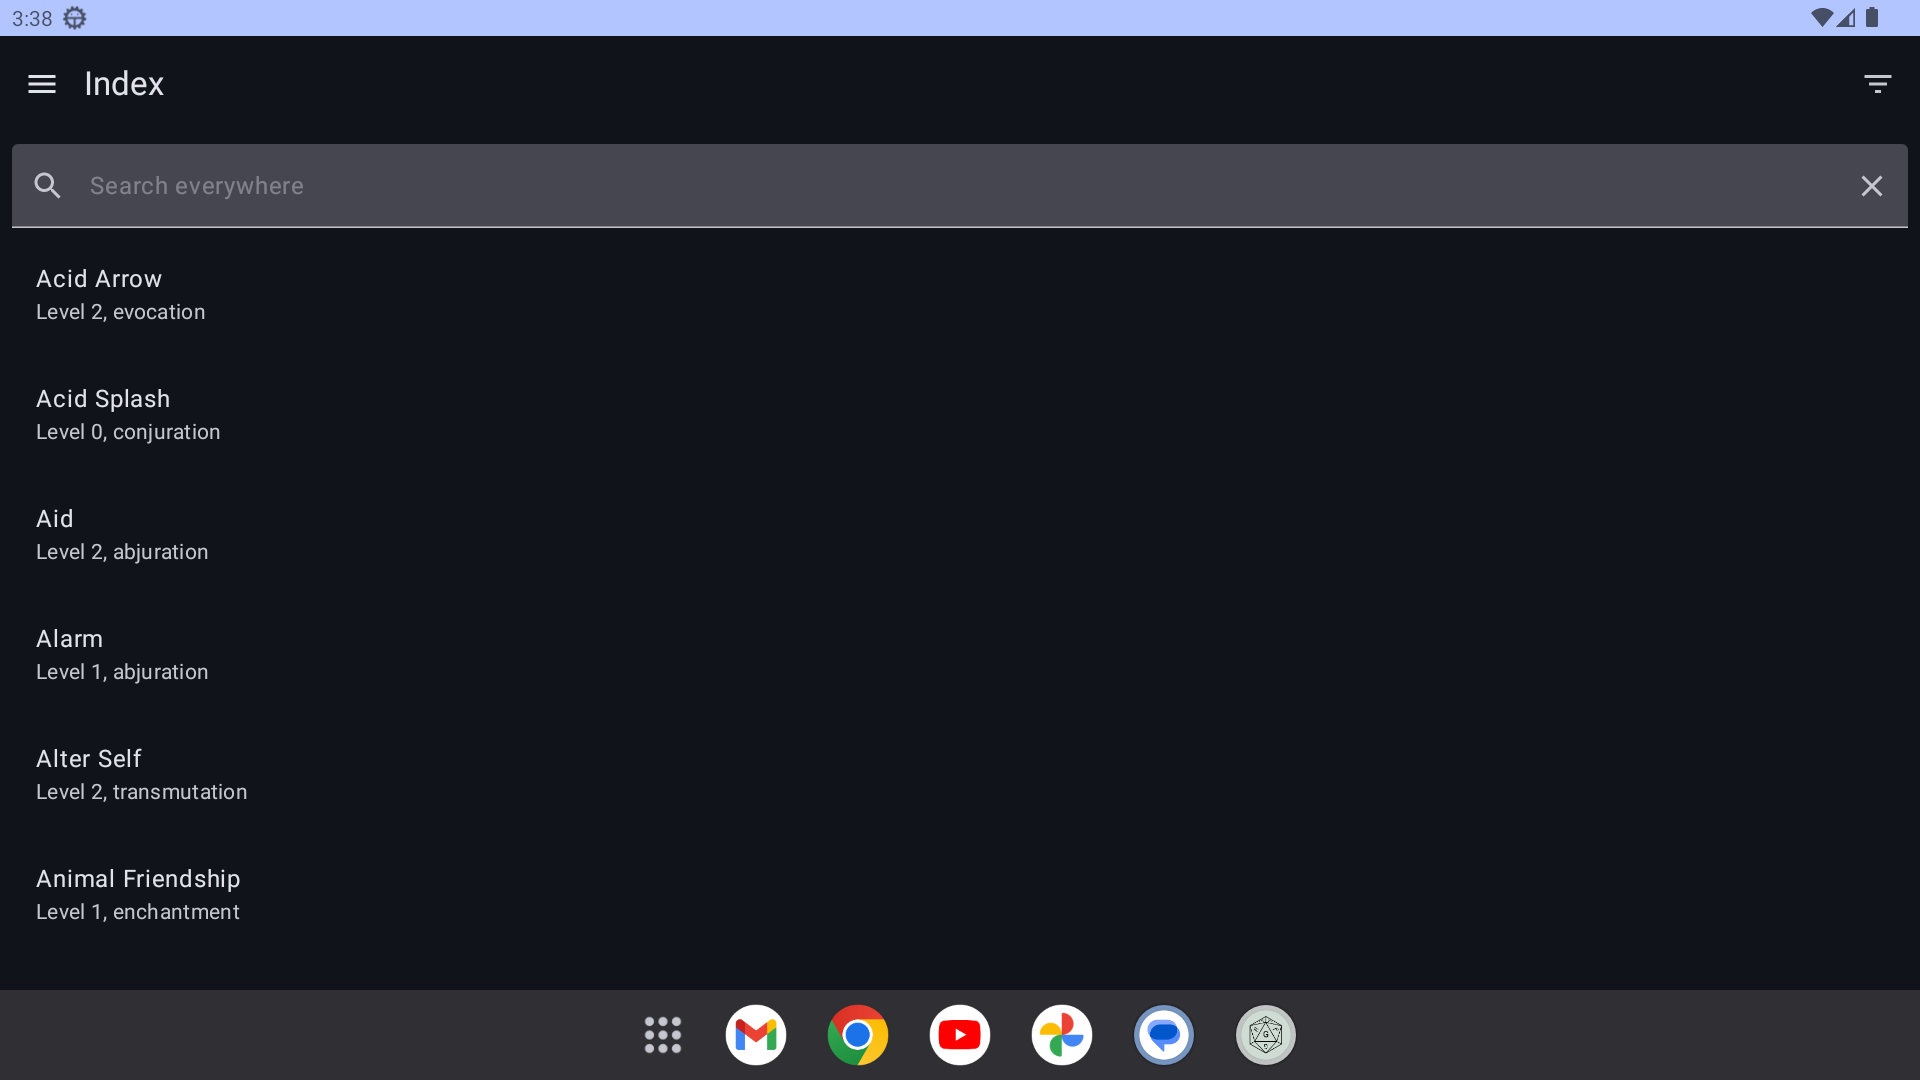 3:38
Index
Search everywhere
Acid Arrow
Level 2, evocation
Acid Splash
Level 0, conjuration
Aid
Level 2, abjuration
Alarm
Level 1, abjuration
Alter Self
Level 2, transmutation
Animal Friendship
Level 1, enchantment